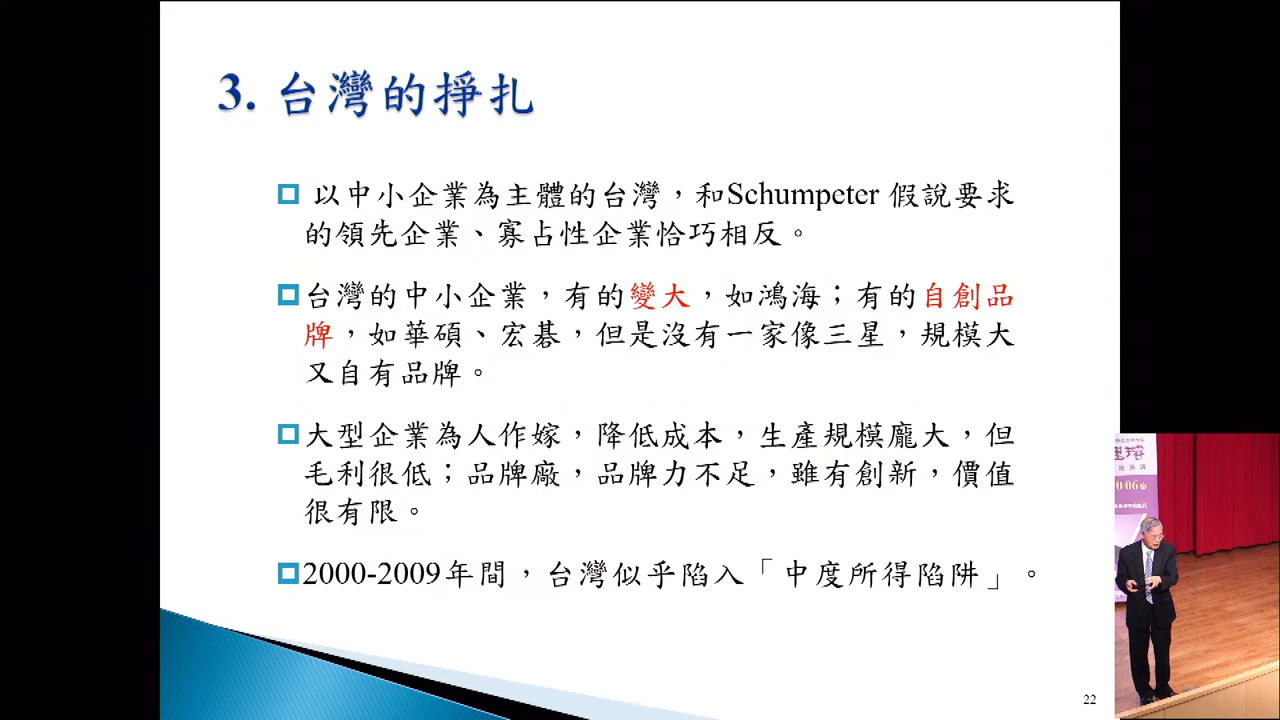 3. 台灣的掙扎
以中小企業為主體的台灣，和Schumpeter 假說要求
的領先企業、寡占性企業恰巧相反。
台灣的中小企業，有的變大，如鴻海；有的自創品
牌，如華碩、宏碁，但是沒有一家像三星，規模大
又自有品牌。
大型企業為人作嫁，降低成本，生產規模龐大，但
毛利很低；品牌廠，品牌力不足，雖有創新，價值
很有限。
2000-2009年間，台灣似乎陷入「中度所得陷阱」。
22